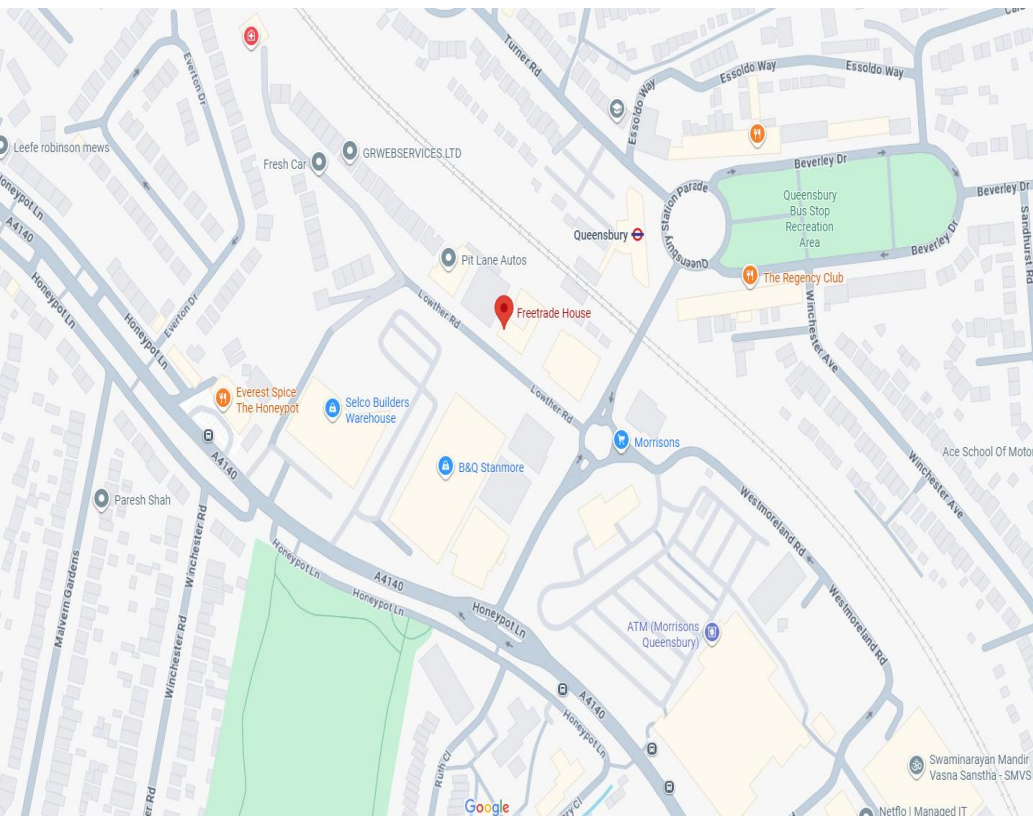 Turner Rd
Essoldo Way
Essoldo Way
Essoldo Way
Everton Dr
Leefe robinson mews
GRWEBSERVICES.LTD
Fresh Car
Beverley Dr
Beverley Dr
Sandhurst Rd
Queensbury
Bus Stop
Recreation
Area
Honeypot Ln
A4140
Queensbury
Queensbury Station Parade
Beverley Dr
Pit Lane Autos
The Regency Club
Honeypot Ln
Honeypot Ln
Everton Dr
Lowther Rd
Freetrade House
Winchester Ave
Everest Spice
The Honeypot
Selco Builders
Warehouse
Lowther Rd
Morrisons
A4140
B&Q Stanmore
Ace School Of Motor
Paresh Shah
Winchester Ave
Winchester Rd
Westmoreland Rd
Malvern Gardens
Honeypot Ln
A4140
Honeypot Ln
Honeypot Ln
Westmoreland Rd
ATM (Morrisons
Queensbury)
Winchester Rd
A4140
Honeypot Ln
Ruth Cl
Swaminarayan Mandir
Vasna Sanstha - SMVS
Google
Netflo | Managed IT